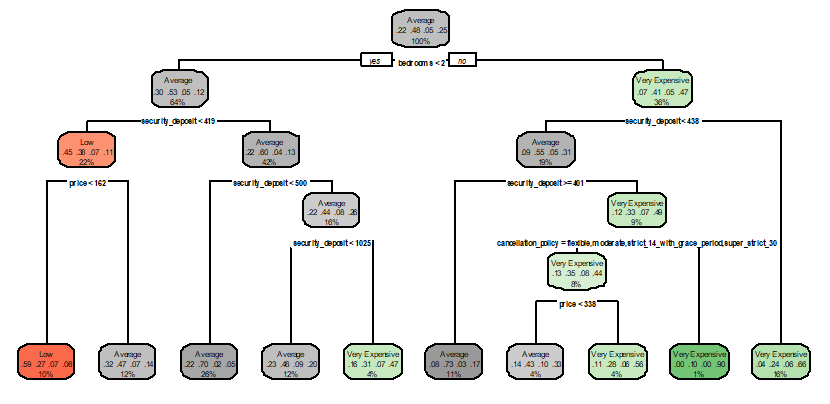 Average
.22 .48 .05 .25
100%
yes bedrooms < 2 no
Average
.30 .53 .05 .12
64%
Very Expensive
.07 .41 .05 .47
36%
security_deposit < 419
security_deposit < 438
Low
.45 .36 .07 .11
22%
Average
.22 .60 .04 .13
42%
Average
.09 .55 .05 .31
19%
price < 162
security_deposit < 500
security_deposit >= 401
Average
.22 .44 .08 .26
16%
Very Expensive
.12 .33 .07 .49
9%
security_deposit < 1025
cancellation_policy = flexible,moderate,strict_14_with_grace_period,super_strict_30
Very Expensive
.13 .35 .08 .44
8%
price < 338
Low
.59 .27 .07 .06
10%
Average
.32 .47 .07 .14
12%
Average
.22 .70 .02 .05
26%
Average
.23 .48 .09 .20
12%
Very Expensive
.16 .31 .07 .47
4%
Average
.08 .73 .03 .17
11%
Average
.14 .43 .10 .33
4%
Very Expensive
.11 .28 .06 .56
4%
Very Expensive
.00 .10 .00 .90
1%
Very Expensive
.04 .24 .06 .66
16%